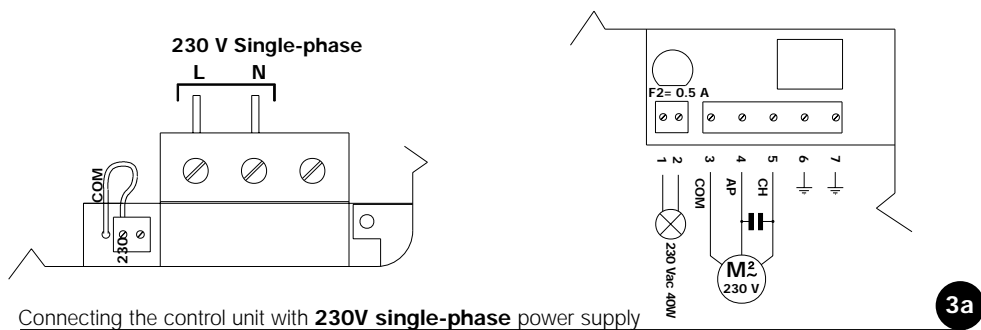 230 V Single-phase
L N
COM
230
F2= 0.5 A
1 2 3 4 5 6 7
COM AP CH
230 Vac 40W
M2~
230 V
Connecting the control unit with 230V single-phase power supply
3a